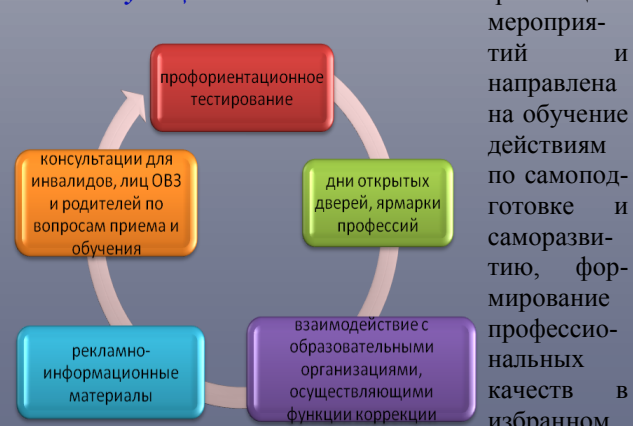 профориентационное
тестирование
дни открытых
дверей, ярмарки
профессий
взаимодействие с
образовательными
организациями,
осуществляющими
функции коррекции
рекламно-
информационные
материалы
консультации для
инвалидов, лиц ОВЗ
и родителей по
вопросам приема и
обучения
мероприя-
тий и
направлена
на обучение
действиям
по самопод-
готовке и
саморазви-
тию, фор-
мирование
профессио-
нальных
качеств в
избранном